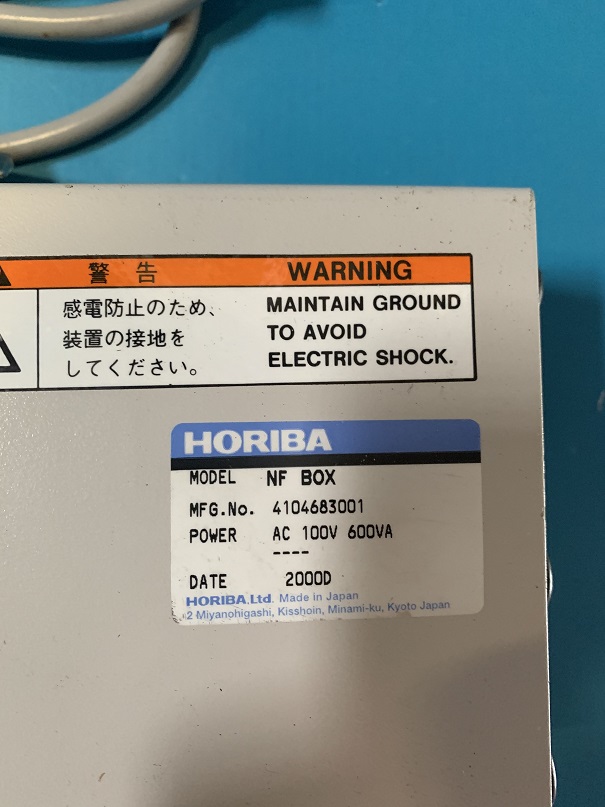 警告 WARNING
感電防止のため、
装置の接地を
してください。
MAINTAIN GROUND
TO AVOID
ELECTRIC SHOCK.
HORIBA
MODEL NF BOX
MFG.No. 4104683001
POWER AC 100V 600VA
----
DATE 2000D
HORIBA,Ltd. Made in Japan
2 Miyanohigashi, Kisshoin, Minami-ku, Kyoto Japan